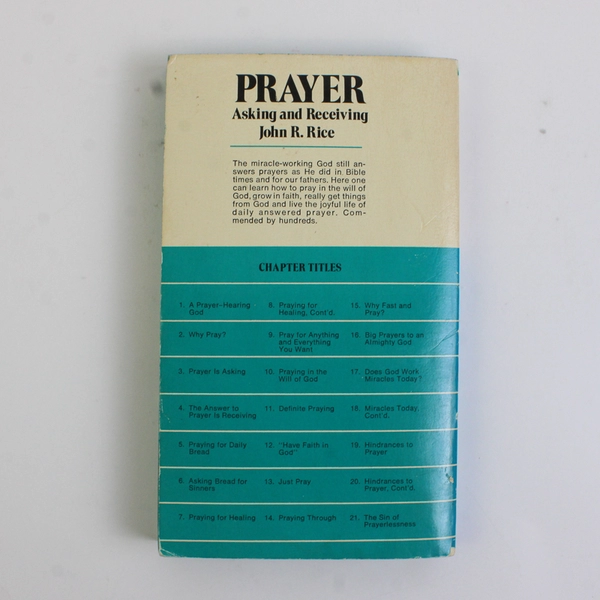 PRAYER
Asking and Receiving
John R. Rice
The miracle-working God still an-
swers prayers as He did in Bible
times and for our fathers. Here one
can learn how to pray in the will of
God, grow in faith, really get things
from God and live the joyful life of
daily answered prayer. Com-
mended by hundreds.
CHAPTER TITLES
1. A Prayer-Hearing
God
2. Why Pray?
3. Prayer Is Asking
4. The Answer to
Prayer Is Receiving
5. Praying for Daily
Bread
6. Asking Bread for
Sinners
7. Praying for Healing
8. Praying for
Healing, Cont'd.
9. Pray for Anything
and Everything
You Want
10. Praying in the
Will of God
11. Definite Praying
12. "Have Faith in
God"
13. Just Pray
14. Praying Through
15. Why Fast and
Pray?
16. Big Prayers to an
Almighty God
17. Does God Work
Miracles Today?
18. Miracles Today
Cont'd.
19. Hindrances to
Prayer
20. Hindrances to
Prayer, Cont'd.
21. The Sin of
Prayerlessness